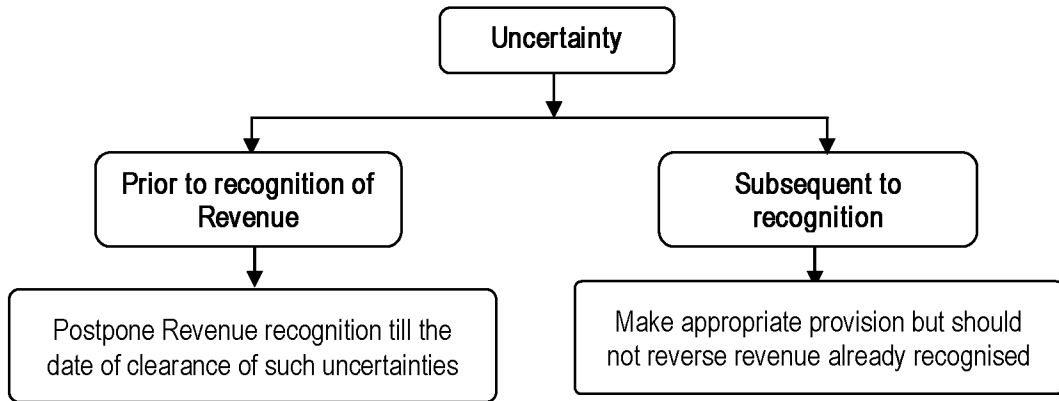 Uncertainty
Prior to recognition of
Revenue
Subsequent to
recognition
Postpone Revenue recognition till the
date of clearance of such uncertainties
Make appropriate provision but should
not reverse revenue already recognised